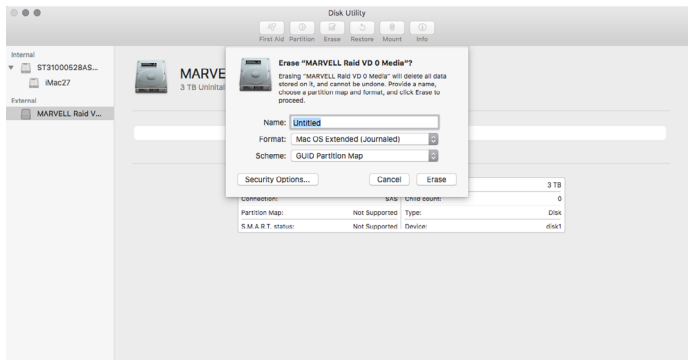 Disk Utility
First Aid Partition Erase Restore Mount Info
Internal
ST31000528AS...
iMac27
External
MARVELL Raid V...
MARVE
3 TB Uninital
Erase “MARVELL Raid VD 0 Media”?
Erasing “MARVELL Raid VD 0 Media” will delete all data
stored on it, and cannot be undone. Provide a name,
choose a partition map and format, and click Erase to
proceed.
Name: Untitled
Format: Mac OS Extended (Journaled)
Scheme: GUID Partition Map
Security Options... Cancel Erase
3 TB
Connection: SAS Child count: 0
Partition Map: Not Supported Type: Disk
S.M.A.R.T. status: Not Supported Device: disk1